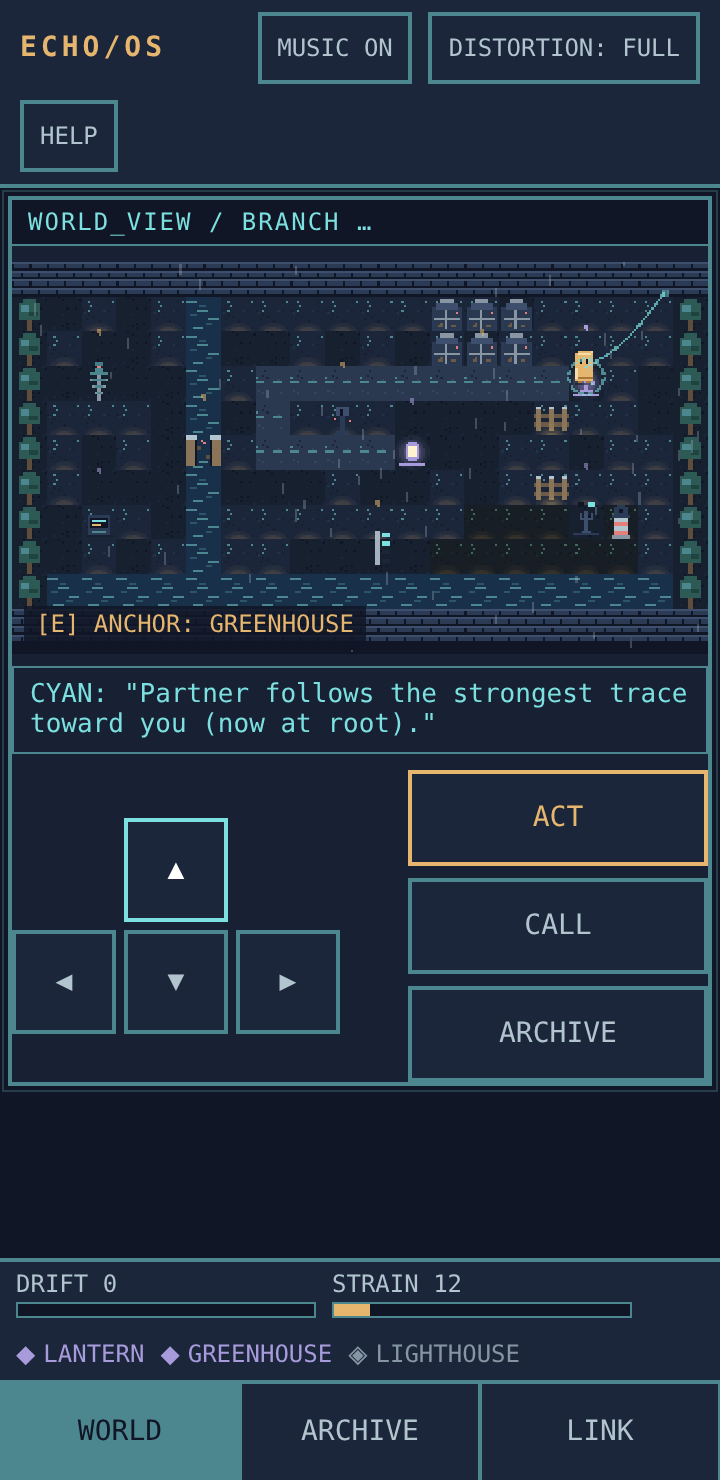 ECHO/OS
MUSIC ON
DISTORTION: FULL
HELP
WORLD_VIEW / BRANCH …
[E] ANCHOR: GREENHOUSE
CYAN: "Partner follows the strongest trace
toward you (now at root)."
▲
◀
▼
▶
ACT
CALL
ARCHIVE
DRIFT 0
STRAIN 12
◆ LANTERN ◆ GREENHOUSE ◈ LIGHTHOUSE
WORLD
ARCHIVE
LINK